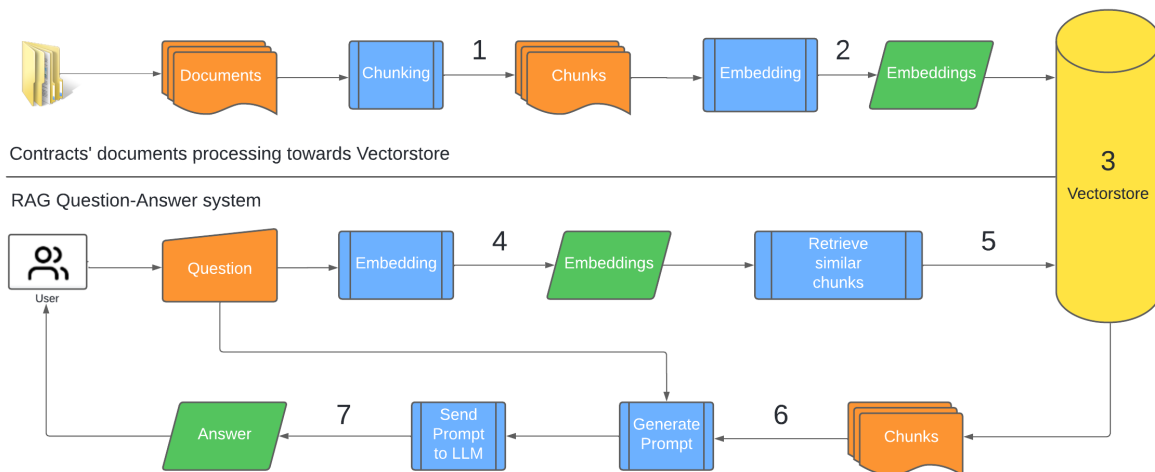 1
2
Documents
Chunking
Chunks
Embedding
Embeddings
Contracts' documents processing towards Vectorstore
3
Vectorstore
RAG Question-Answer system
4
5
User
Question
Embedding
Embeddings
Retrieve
similar
chunks
7
6
Answer
Send
Prompt
to LLM
Generate
Prompt
Chunks